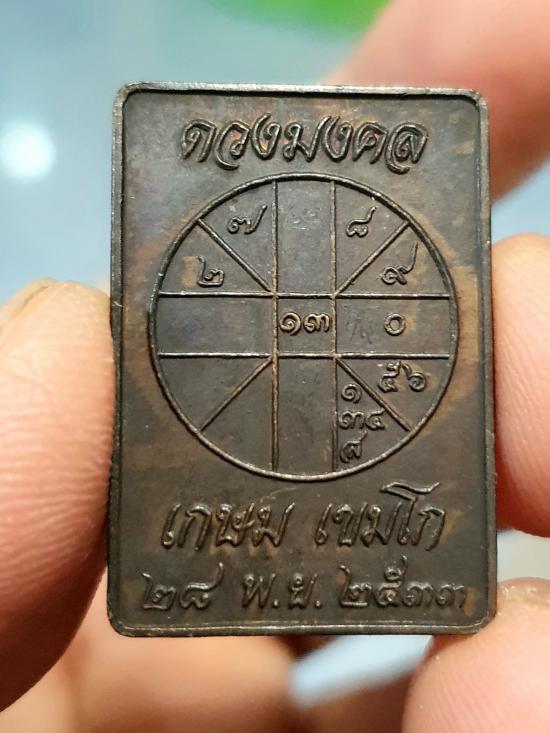 ดวงมงคล
๗ ๘
๒ ๙
๑๓ ๐
๑ ๕๖
๓๔
ส
เกษม เขมโก
๒๘ พ.ย. ๒๕๓๓